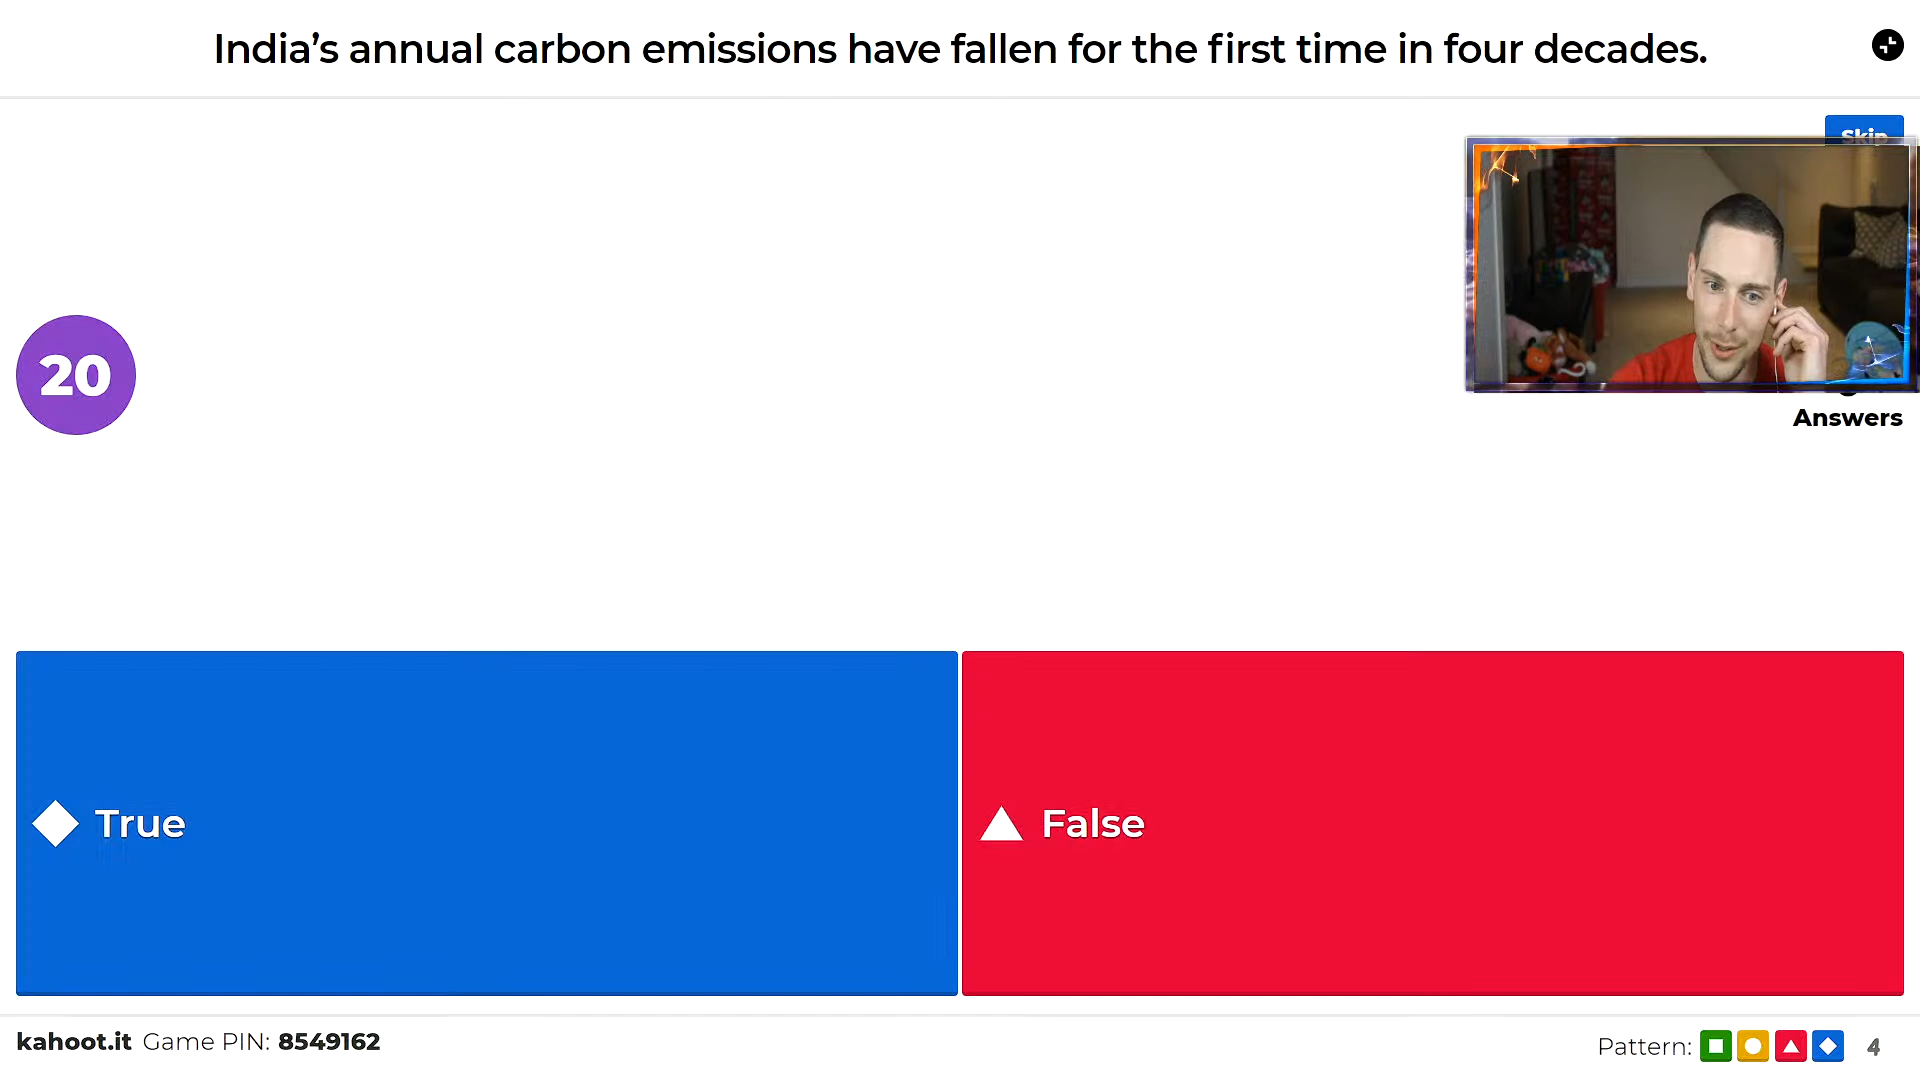 India’s annual carbon emissions have fallen for the first time in four decades.
Skip
20
Answers
True
False
kahoot.it Game PIN: 8549162
Pattern:
4